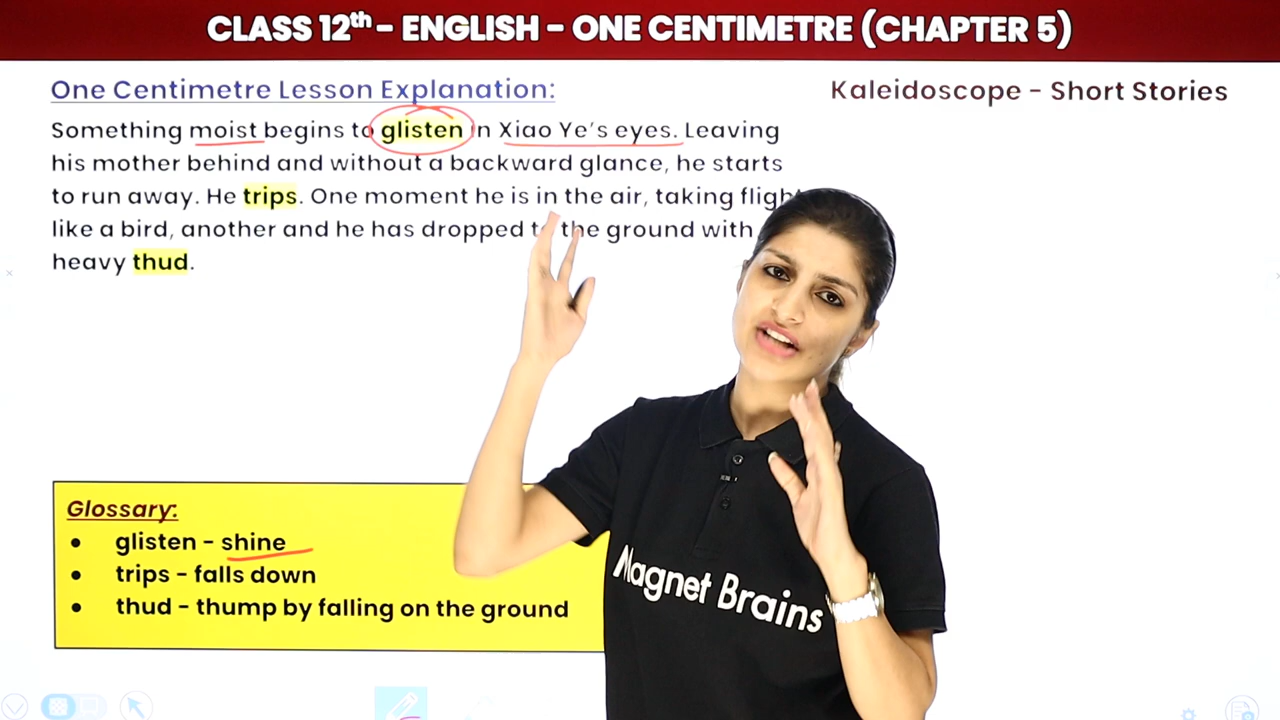 CLASS 12th - ENGLISH - ONE CENTIMETRE (CHAPTER 5)
One Centimetre Lesson Explanation:
Kaleidoscope - Short Stories
Something moist begins to glisten in Xiao Ye's eyes. Leaving
his mother behind and without a backward glance, he starts
to run away. He trips. One moment he is in the air, taking flight
like a bird, another and he has dropped to the ground with
heavy thud.
Glossary:
• glisten - shine
• trips - falls down
• thud - thump by falling on the ground
Magnet Brains